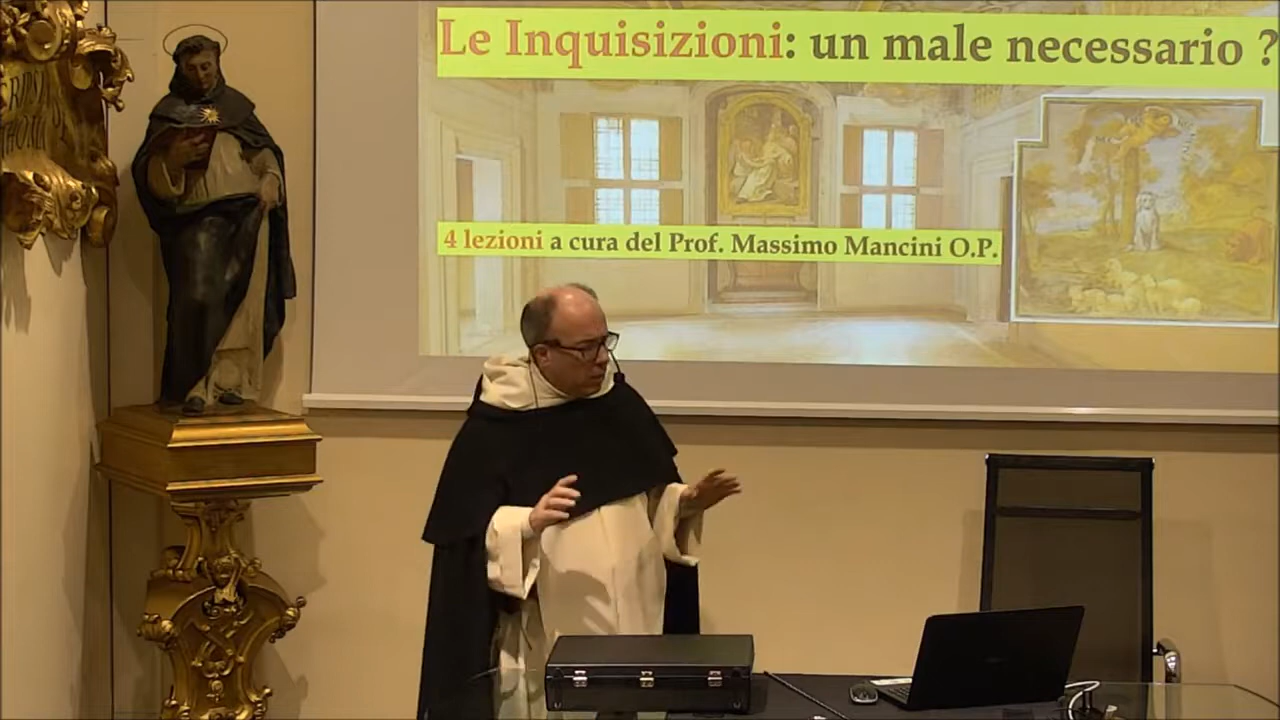 Le Inquisizioni: un male necessario ?
4 lezioni a cura del Prof. Massimo Mancini O.P.